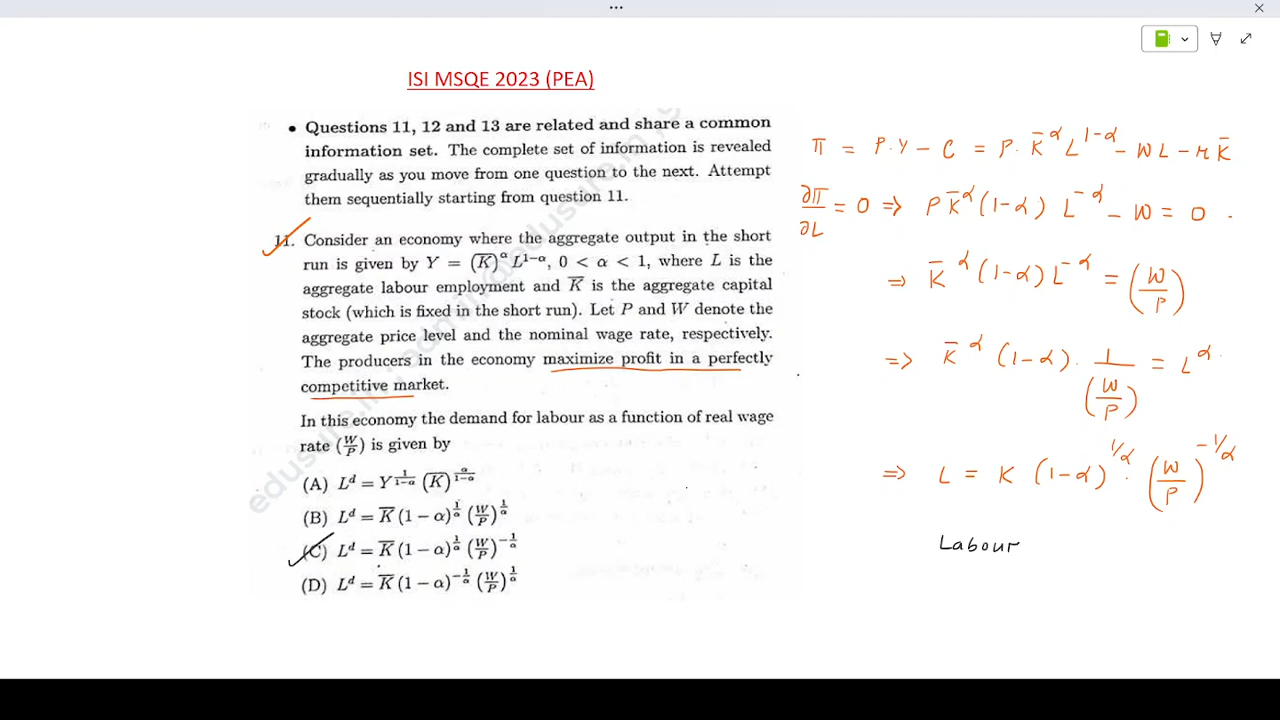 ISI MSQE 2023 (PEA)
• Questions 11, 12 and 13 are related and share a common
information set. The complete set of information is revealed
gradually as you move from one question to the next. Attempt
them sequentially starting from question 11.
11. Consider an economy where the aggregate output in the short
run is given by Y = (K̅)^α L^{1−α}, 0 < α < 1, where L is the
aggregate labour employment and K̅ is the aggregate capital
stock (which is fixed in the short run). Let P and W denote the
aggregate price level and the nominal wage rate, respectively.
The producers in the economy maximize profit in a perfectly
competitive market.
In this economy the demand for labour as a function of real wage
rate (W/P) is given by
(A) L^d = Y^{1/(1−α)} (K̅)^{α/(1−α)}
(B) L^d = K̅ (1 − α)^{1/α} (W/P)^{1/α}
(C) L^d = K̅ (1 − α)^{1/α} (W/P)^{−1/α}
(D) L^d = K̅ (1 − α)^{−1/α} (W/P)^{1/α}
π = P.Y − C = P. K̅^α L^{1−α} − WL − rK̅
∂π/∂L = 0 ⇒ P K̅^α (1−α) L^{−α} − W = 0 .
⇒ K̅^α (1−α) L^{−α} = (W/P)
⇒ K̅^α (1−α). 1/(W/P) = L^α
⇒ L = K (1−α)^{1/α} . (W/P)^{−1/α}
Labour